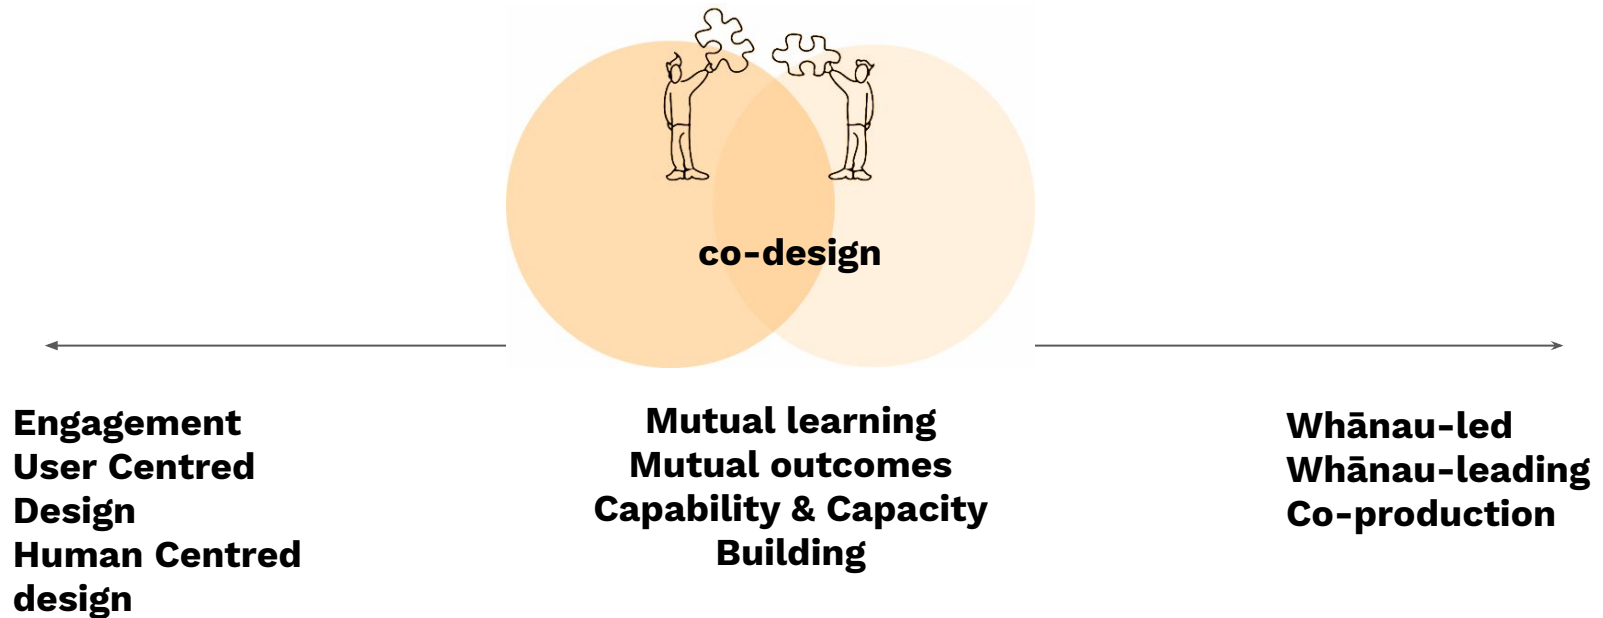 co-design
Engagement
User Centred
Design
Human Centred
design
Mutual learning
Mutual outcomes
Capability & Capacity
Building
Whānau-led
Whānau-leading
Co-production